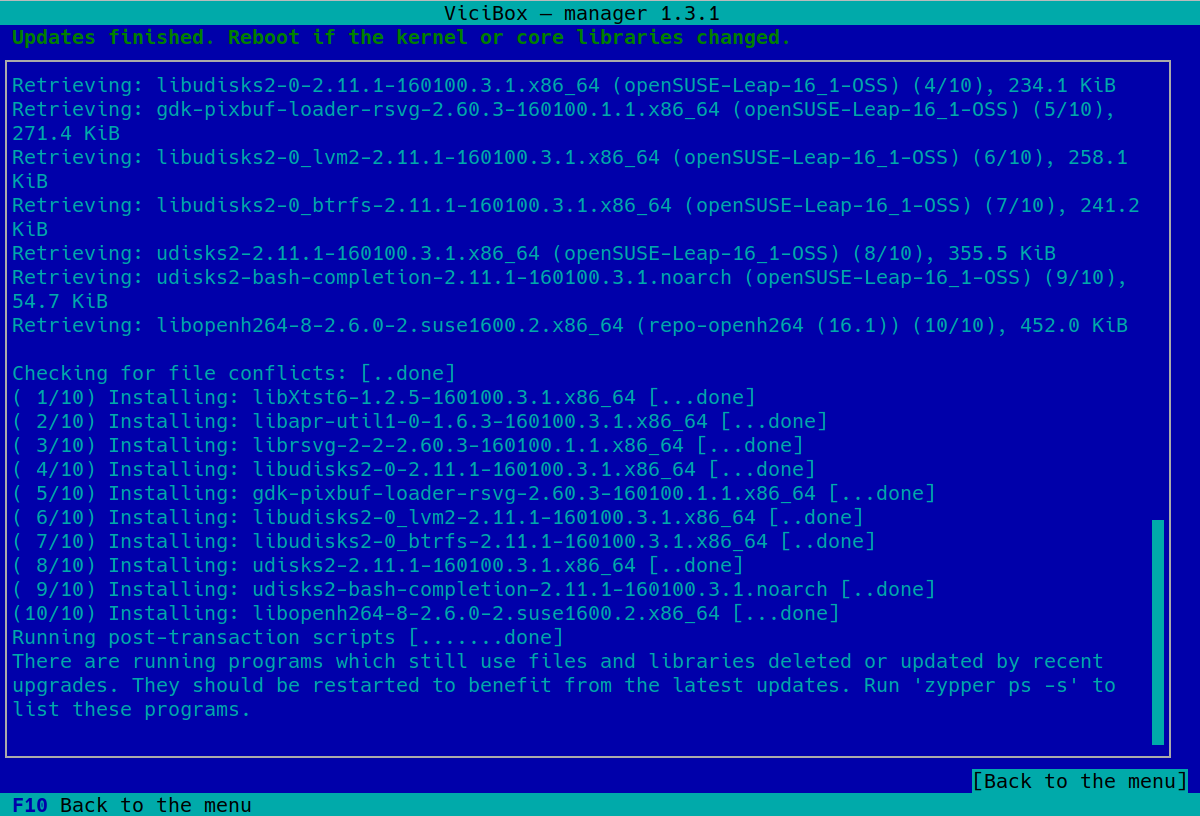 ViciBox — manager 1.3.1
Updates finished. Reboot if the kernel or core libraries changed.
Retrieving: libudisks2-0-2.11.1-160100.3.1.x86_64 (openSUSE-Leap-16_1-OSS) (4/10), 234.1 KiB
Retrieving: gdk-pixbuf-loader-rsvg-2.60.3-160100.1.1.x86_64 (openSUSE-Leap-16_1-OSS) (5/10),
271.4 KiB
Retrieving: libudisks2-0_lvm2-2.11.1-160100.3.1.x86_64 (openSUSE-Leap-16_1-OSS) (6/10), 258.1
KiB
Retrieving: libudisks2-0_btrfs-2.11.1-160100.3.1.x86_64 (openSUSE-Leap-16_1-OSS) (7/10), 241.2
KiB
Retrieving: udisks2-2.11.1-160100.3.1.x86_64 (openSUSE-Leap-16_1-OSS) (8/10), 355.5 KiB
Retrieving: udisks2-bash-completion-2.11.1-160100.3.1.noarch (openSUSE-Leap-16_1-OSS) (9/10),
54.7 KiB
Retrieving: libopenh264-8-2.6.0-2.suse1600.2.x86_64 (repo-openh264 (16.1)) (10/10), 452.0 KiB
Checking for file conflicts: [..done]
( 1/10) Installing: libXtst6-1.2.5-160100.3.1.x86_64 [...done]
( 2/10) Installing: libapr-util1-0-1.6.3-160100.3.1.x86_64 [...done]
( 3/10) Installing: librsvg-2-2-2.60.3-160100.1.1.x86_64 [...done]
( 4/10) Installing: libudisks2-0-2.11.1-160100.3.1.x86_64 [...done]
( 5/10) Installing: gdk-pixbuf-loader-rsvg-2.60.3-160100.1.1.x86_64 [...done]
( 6/10) Installing: libudisks2-0_lvm2-2.11.1-160100.3.1.x86_64 [..done]
( 7/10) Installing: libudisks2-0_btrfs-2.11.1-160100.3.1.x86_64 [..done]
( 8/10) Installing: udisks2-2.11.1-160100.3.1.x86_64 [..done]
( 9/10) Installing: udisks2-bash-completion-2.11.1-160100.3.1.noarch [..done]
(10/10) Installing: libopenh264-8-2.6.0-2.suse1600.2.x86_64 [...done]
Running post-transaction scripts [.......done]
There are running programs which still use files and libraries deleted or updated by recent
upgrades. They should be restarted to benefit from the latest updates. Run 'zypper ps -s' to
list these programs.
[Back to the menu]
F10 Back to the menu